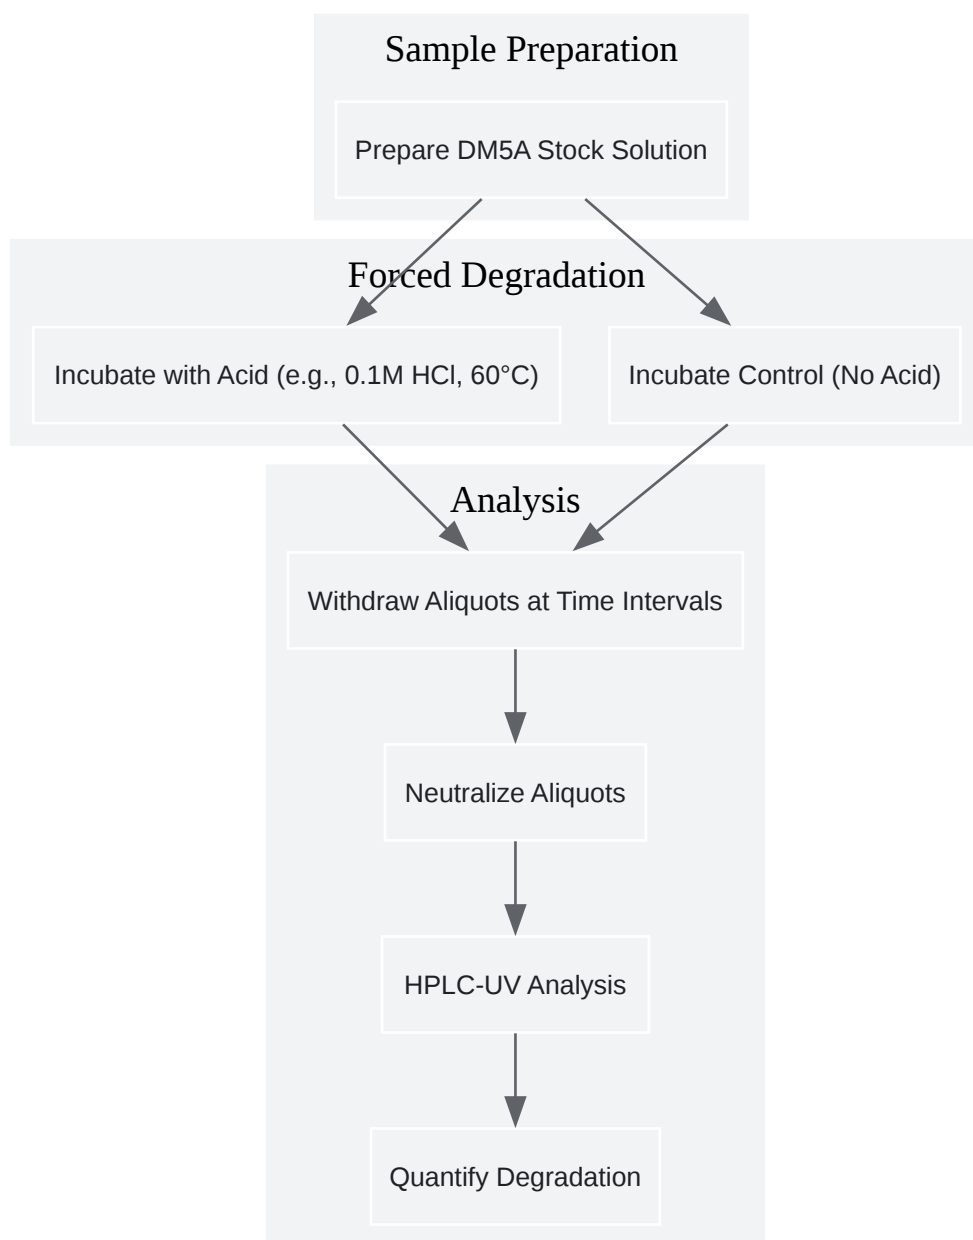 Sample Preparation
Prepare DM5A Stock Solution
Forced Degradation
Incubate with Acid (e.g., 0.1M HCl, 60°C)
Incubate Control (No Acid)
Analysis
Withdraw Aliquots at Time Intervals
Neutralize Aliquots
HPLC-UV Analysis
Quantify Degradation